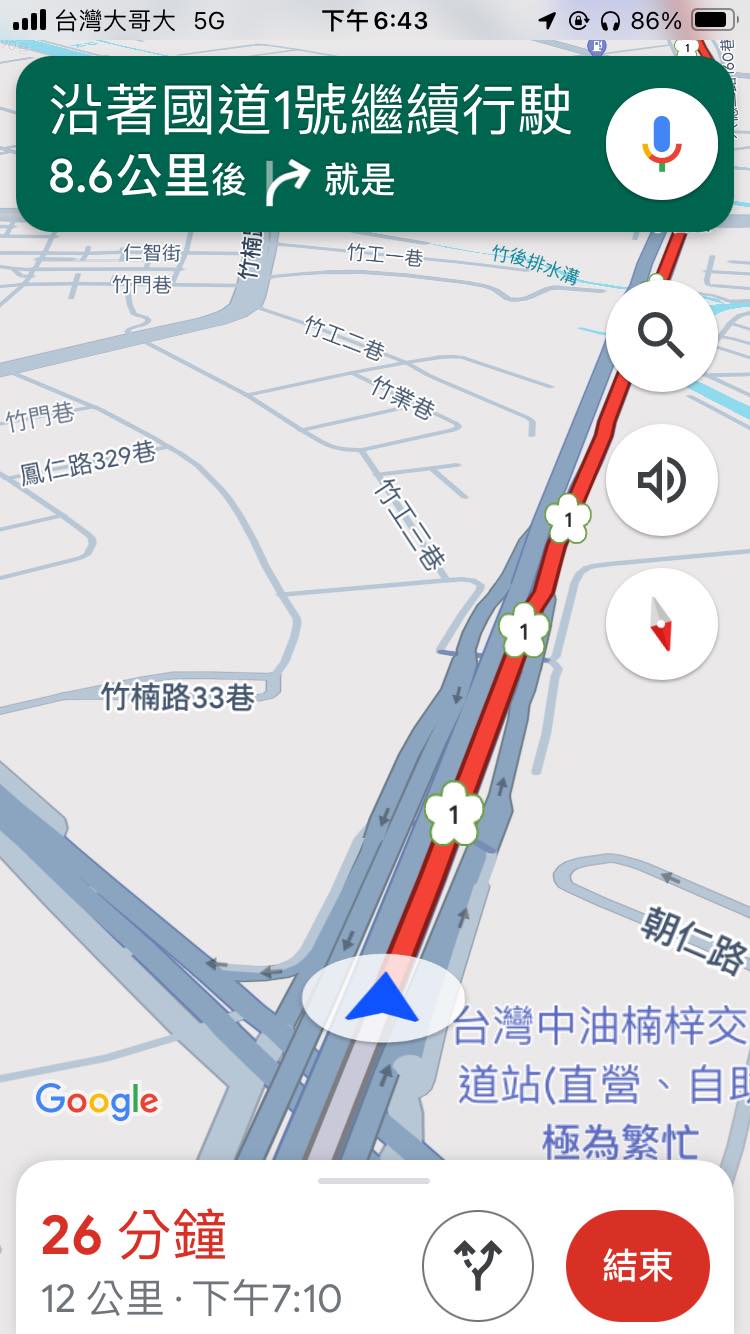 台灣大哥大 5G 下午6:43 86%
沿著國道1號繼續行駛
8.6公里後 就是
1
仁智街
竹門巷
竹工一巷
竹後排水溝
竹工二巷
竹業巷
竹門巷
鳳仁路329巷
竹工三巷
1
1
竹楠路33巷
1
朝仁路
台灣中油楠梓交
道站(直營、自助
極為繁忙
Google
26 分鐘
12 公里 · 下午7:10
結束